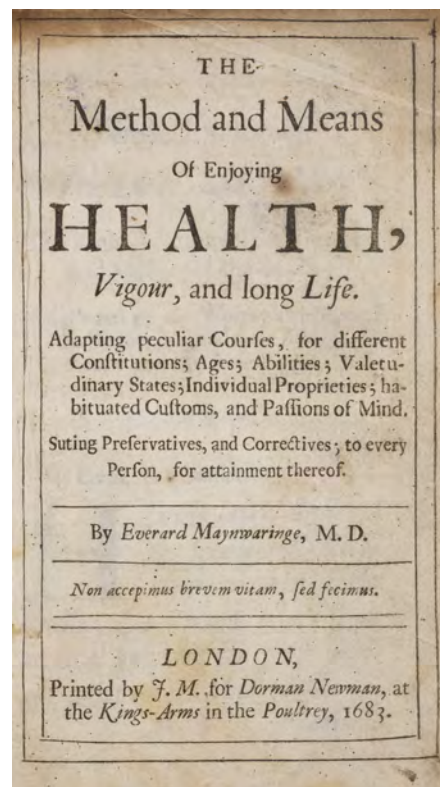 THE
Method and Means
Of Enjoying
HEALTH,
Vigour, and long Life.
Adapting peculiar Courſes, for different
Conſtitutions; Ages; Abilities; Valetu-
dinary States; Individual Proprieties; ha-
bituated Cuſtoms, and Paſſions of Mind.
Suting Preſervatives, and Correctives; to every
Perſon, for attainment thereof.
By Everard Maynwaringe, M. D.
Non accepimus brevem vitam, ſed fecimus.
LONDON,
Printed by J. M. for Dorman Newman, at
the Kings-Arms in the Poultrey, 1683.